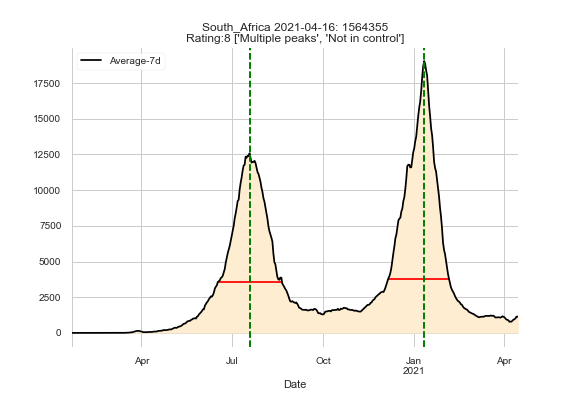 South_Africa 2021-04-16: 1564355
Rating:8 ['Multiple peaks', 'Not in control']
Average-7d
17500
15000
12500
10000
7500
5000
2500
0
Apr
Jul
Oct
Jan
2021
Apr
Date